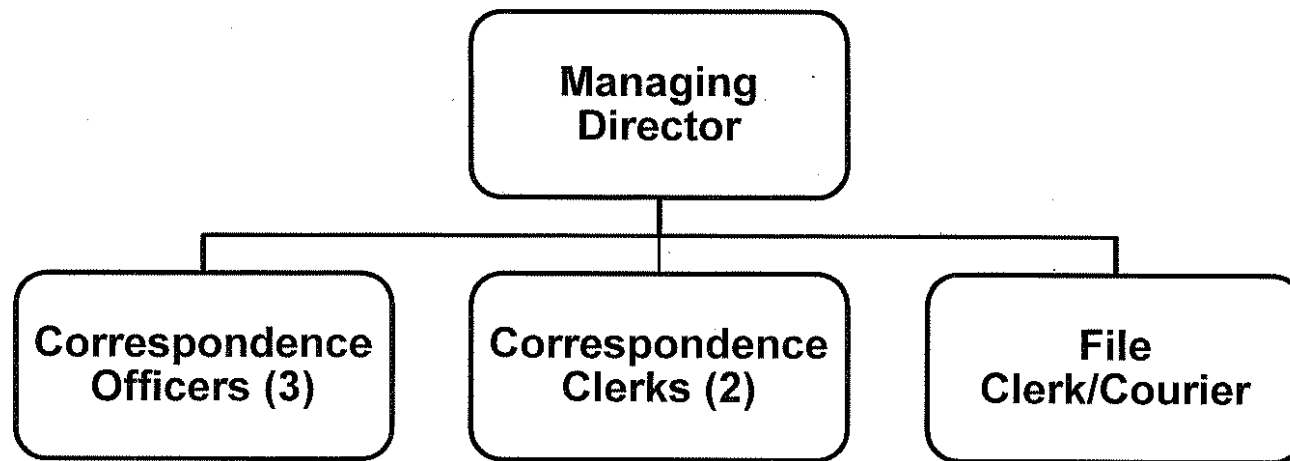 Managing
Director
Correspondence
Officers (3)
Correspondence
Clerks (2)
File
Clerk/Courier